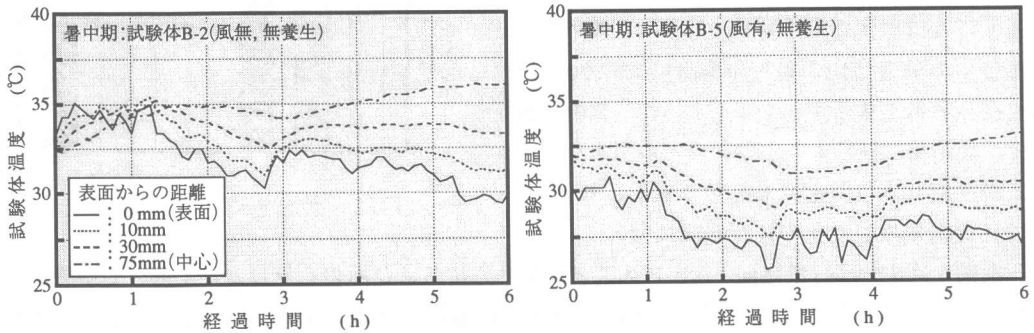 暑中期:試験体B-2(風無,無養生)
試験体温度 (℃)
40
35
30
25
表面からの距離
0mm(表面)
10mm
30mm
75mm(中心)
0 1 2 3 4 5 6
経過時間 (h)
暑中期:試験体B-5(風有,無養生)
試験体温度 (℃)
40
35
30
25
0 1 2 3 4 5 6
経過時間 (h)